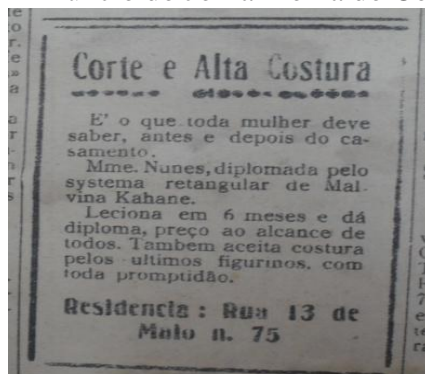 Corte e Alta Costura
E' o que toda mulher deve
saber, antes e depois do ca-
samento.
Mme. Nunes, diplomada pelo
systema retangular de Mal-
vina Kahane.
Leciona em 6 meses e dá
diploma, preço ao alcance de
todos. Tambem aceita costura
pelos ultimos figurinos, com
toda promptidão.
Residencia : Rua 13 de
Maio n. 75